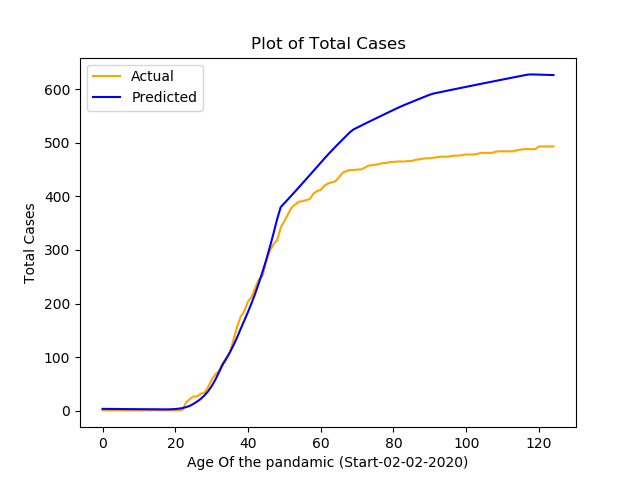 Plot of Total Cases
Actual
Predicted
Total Cases
600
500
400
300
200
100
0
0 20 40 60 80 100 120
Age Of the pandamic (Start-02-02-2020)